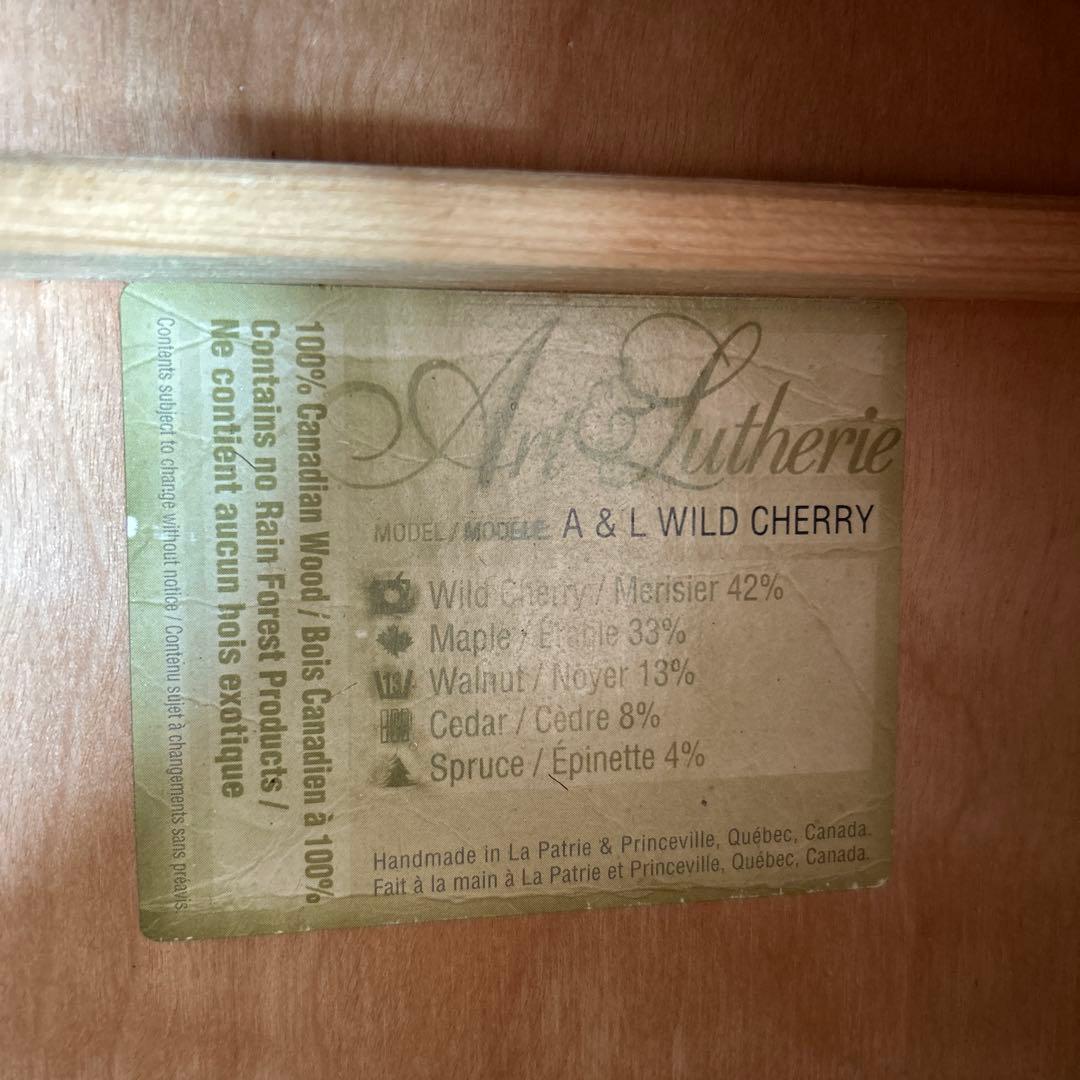 Art & Lutherie
MODEL / MODELE: A & L WILD CHERRY
Wild Cherry / Merisier 42%
Maple / Érable 33%
Walnut / Noyer 13%
Cedar / Cèdre 8%
Spruce / Épinette 4%
Handmade in La Patrie & Princeville, Québec, Canada.
Fait à la main à La Patrie et Princeville, Québec, Canada.
100% Canadian Wood / Bois Canadien à 100%
Contains no Rain Forest Products /
Ne contient aucun bois exotique
Contents subject to change without notice / Contenu sujet à changements sans préavis.